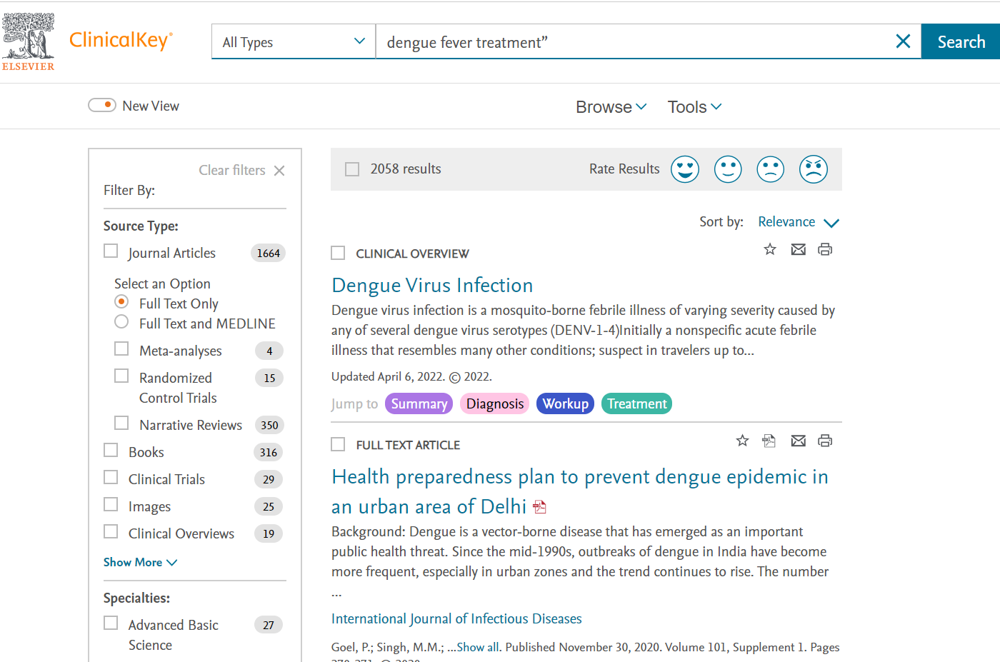 ELSEVIER
ClinicalKey®
All Types
dengue fever treatment”
Search
New View
Browse
Tools
Clear filters
Filter By:
Source Type:
Journal Articles 1664
Select an Option
Full Text Only
Full Text and MEDLINE
Meta-analyses 4
Randomized 15
Control Trials
Narrative Reviews 350
Books 316
Clinical Trials 29
Images 25
Clinical Overviews 19
Show More
Specialties:
Advanced Basic 27
Science
2058 results
Rate Results
Sort by: Relevance
CLINICAL OVERVIEW
Dengue Virus Infection
Dengue virus infection is a mosquito-borne febrile illness of varying severity caused by
any of several dengue virus serotypes (DENV-1-4)Initially a nonspecific acute febrile
illness that resembles many other conditions; suspect in travelers up to...
Updated April 6, 2022. © 2022.
Jump to Summary Diagnosis Workup Treatment
FULL TEXT ARTICLE
Health preparedness plan to prevent dengue epidemic in
an urban area of Delhi
Background: Dengue is a vector-borne disease that has emerged as an important
public health threat. Since the mid-1990s, outbreaks of dengue in India have become
more frequent, especially in urban zones and the trend continues to rise. The number
...
International Journal of Infectious Diseases
Goel, P.; Singh, M.M.; ...Show all. Published November 30, 2020. Volume 101, Supplement 1. Pages